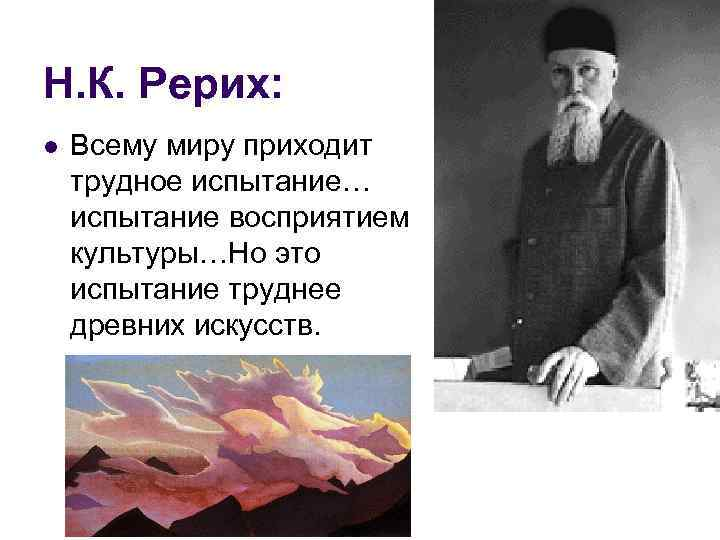 Н.К. Рерих:
Всему миру приходит
трудное испытание…
испытание восприятием
культуры…Но это
испытание труднее
древних искусств.